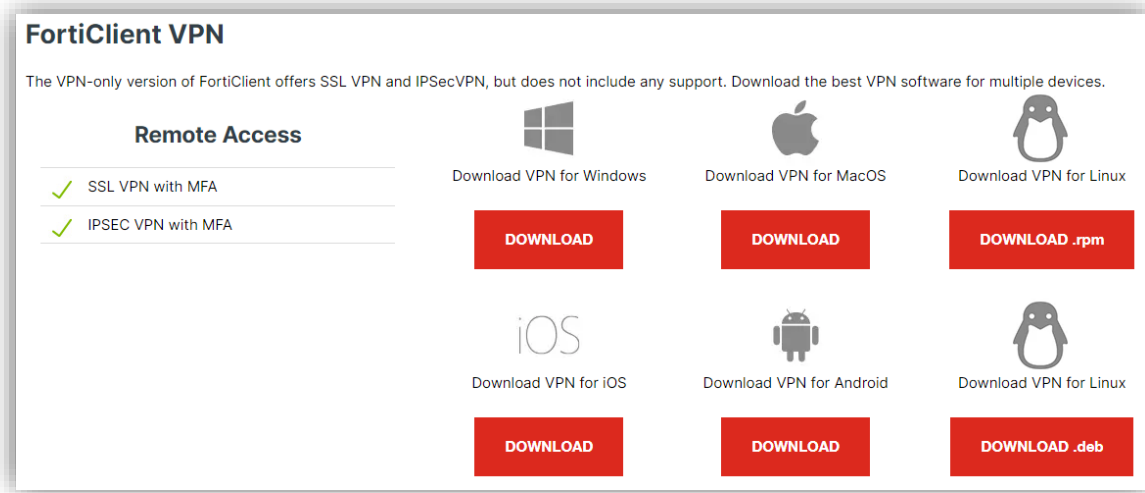 FortiClient VPN
The VPN-only version of FortiClient offers SSL VPN and IPSecVPN, but does not include any support. Download the best VPN software for multiple devices.
Remote Access
SSL VPN with MFA
IPSEC VPN with MFA
Download VPN for Windows
DOWNLOAD
Download VPN for MacOS
DOWNLOAD
Download VPN for Linux
DOWNLOAD .rpm
iOS
Download VPN for iOS
DOWNLOAD
Download VPN for Android
DOWNLOAD
Download VPN for Linux
DOWNLOAD .deb